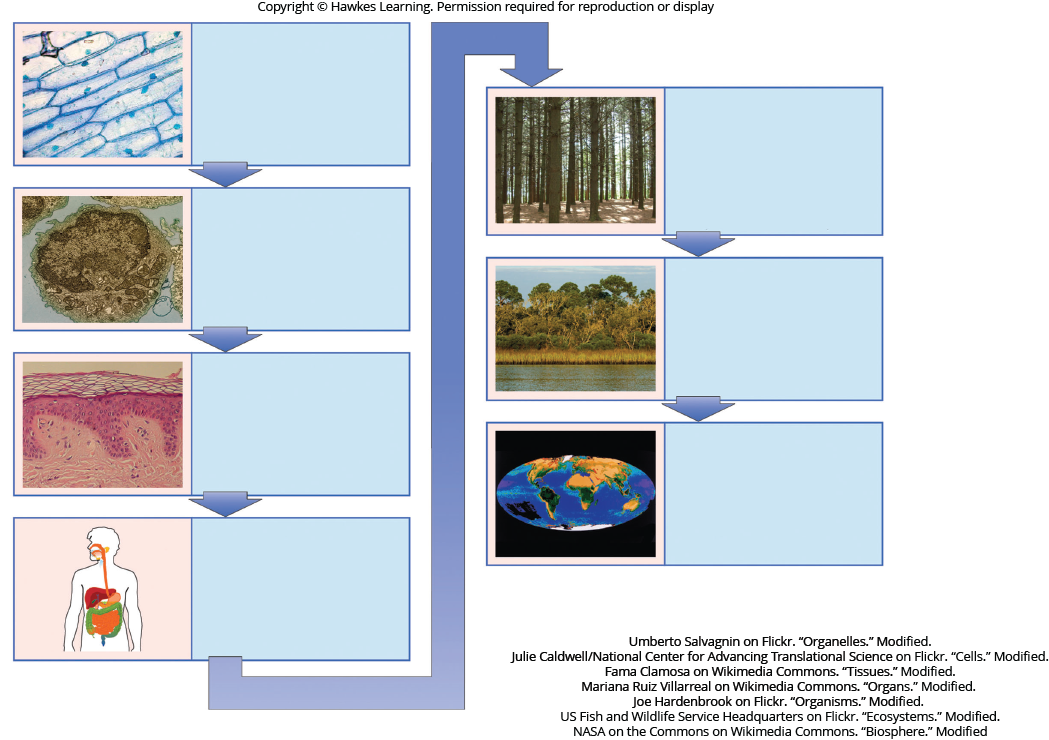 Copyright © Hawkes Learning. Permission required for reproduction or display
Umberto Salvagnin on Flickr. “Organelles.” Modified.
Julie Caldwell/National Center for Advancing Translational Science on Flickr. “Cells.” Modified.
Fama Clamosa on Wikimedia Commons. “Tissues.” Modified.
Mariana Ruiz Villarreal on Wikimedia Commons. “Organs.” Modified.
Joe Hardenbrook on Flickr. “Organisms.” Modified.
US Fish and Wildlife Service Headquarters on Flickr. “Ecosystems.” Modified.
NASA on the Commons on Wikimedia Commons. “Biosphere.” Modified